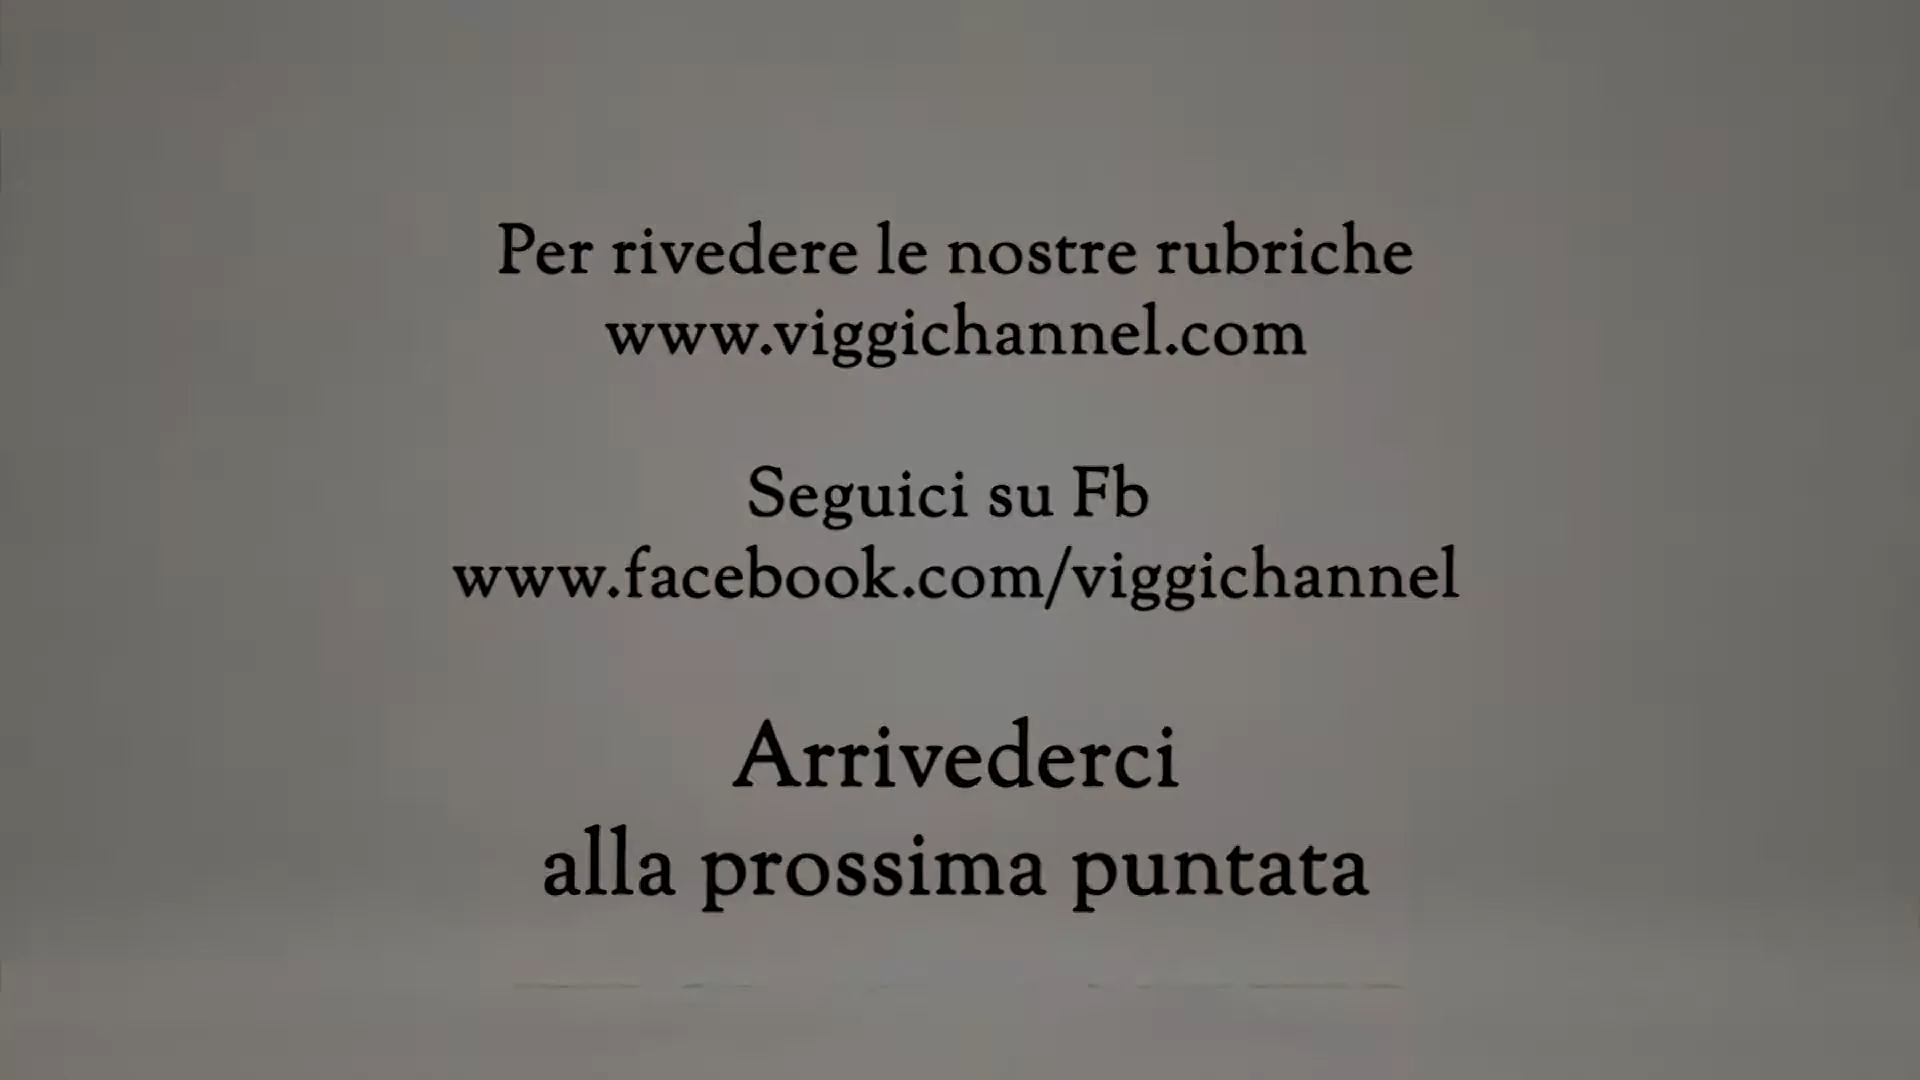 Per rivedere le nostre rubriche
www.viggichannel.com
Seguici su Fb
www.facebook.com/viggichannel
Arrivederci
alla prossima puntata